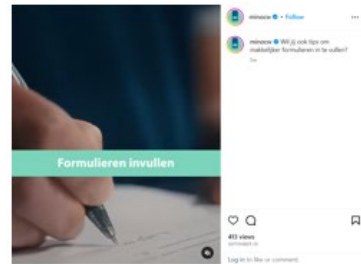 Formulieren invullen
minocw • Follow
minocw Wil jij ook tips om
makkelijker formulieren in te vullen?
413 views
Log in to like or comment.